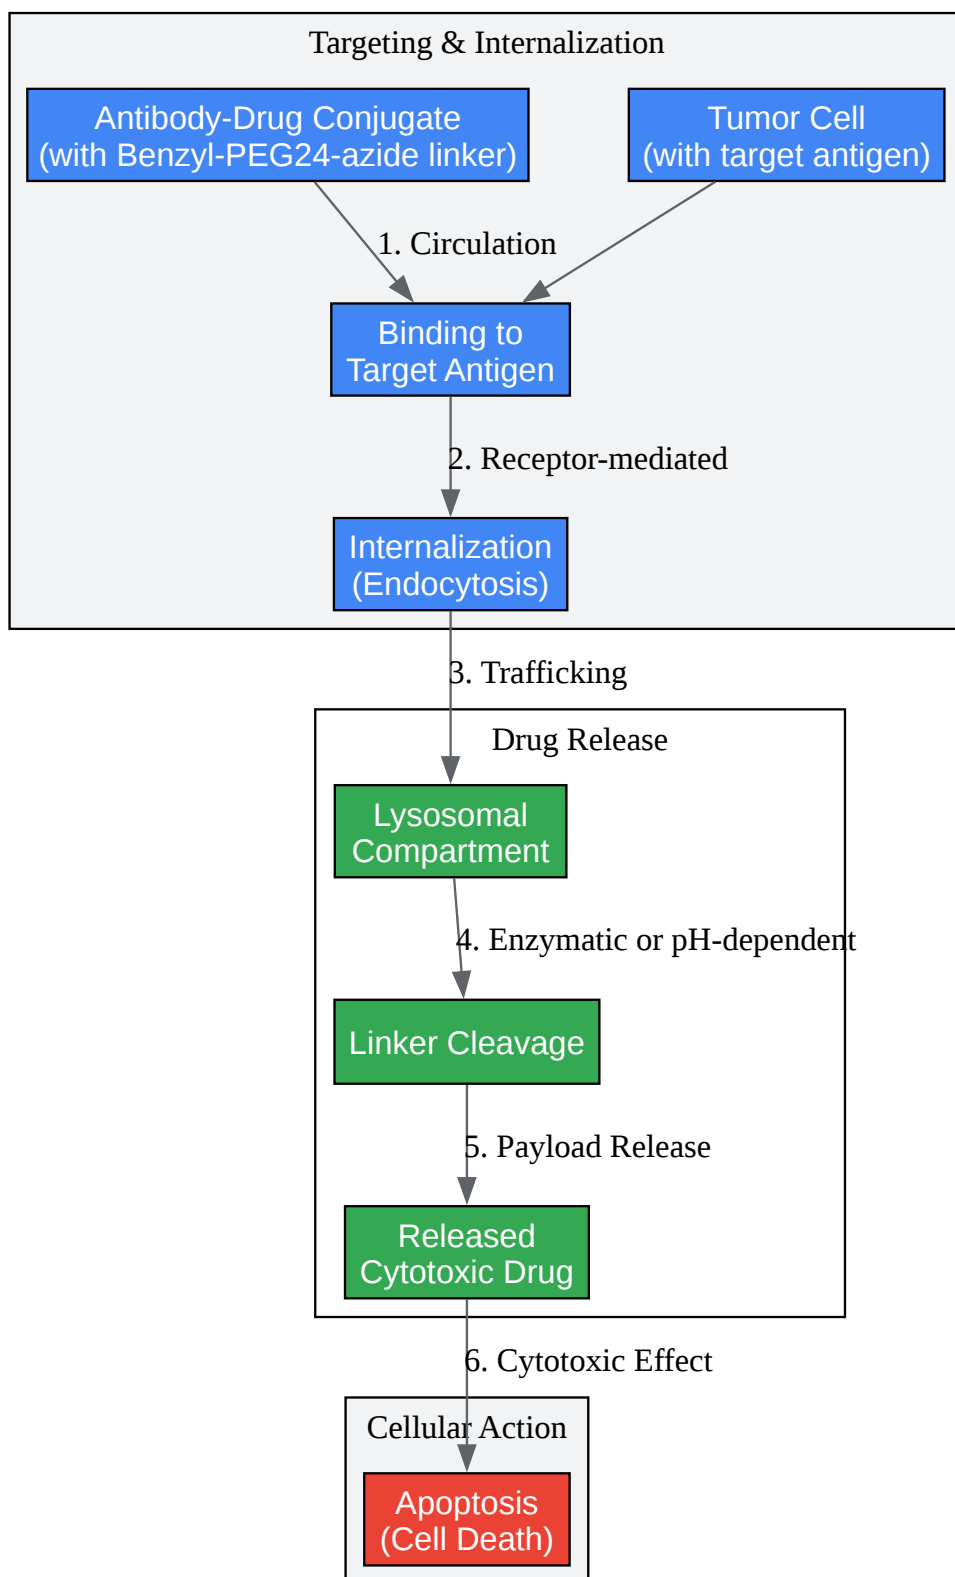 Targeting & Internalization
Antibody-Drug Conjugate
(with Benzyl-PEG24-azide linker)
Tumor Cell
(with target antigen)
1. Circulation
Binding to
Target Antigen
2. Receptor-mediated
Internalization
(Endocytosis)
3. Trafficking
Drug Release
Lysosomal
Compartment
4. Enzymatic or pH-dependent
Linker Cleavage
5. Payload Release
Released
Cytotoxic Drug
6. Cytotoxic Effect
Cellular Action
Apoptosis
(Cell Death)